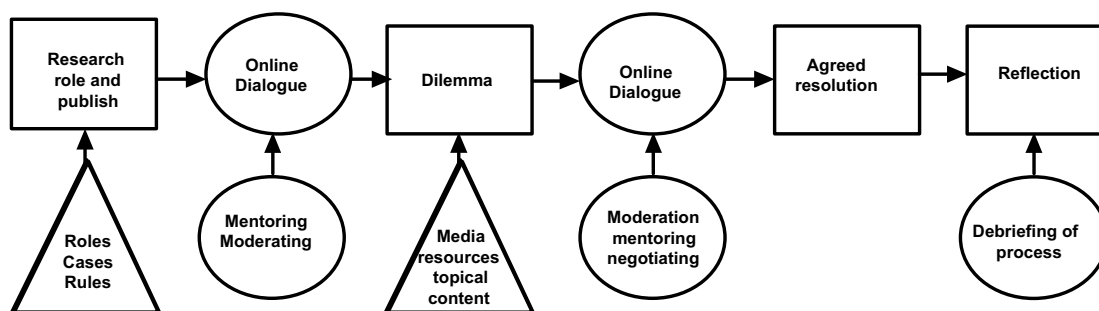 Research
role and
publish
Online
Dialogue
Dilemma
Online
Dialogue
Agreed
resolution
Reflection
Roles
Cases
Rules
Mentoring
Moderating
Media
resources
topical
content
Moderation
mentoring
negotiating
Debriefing of
process